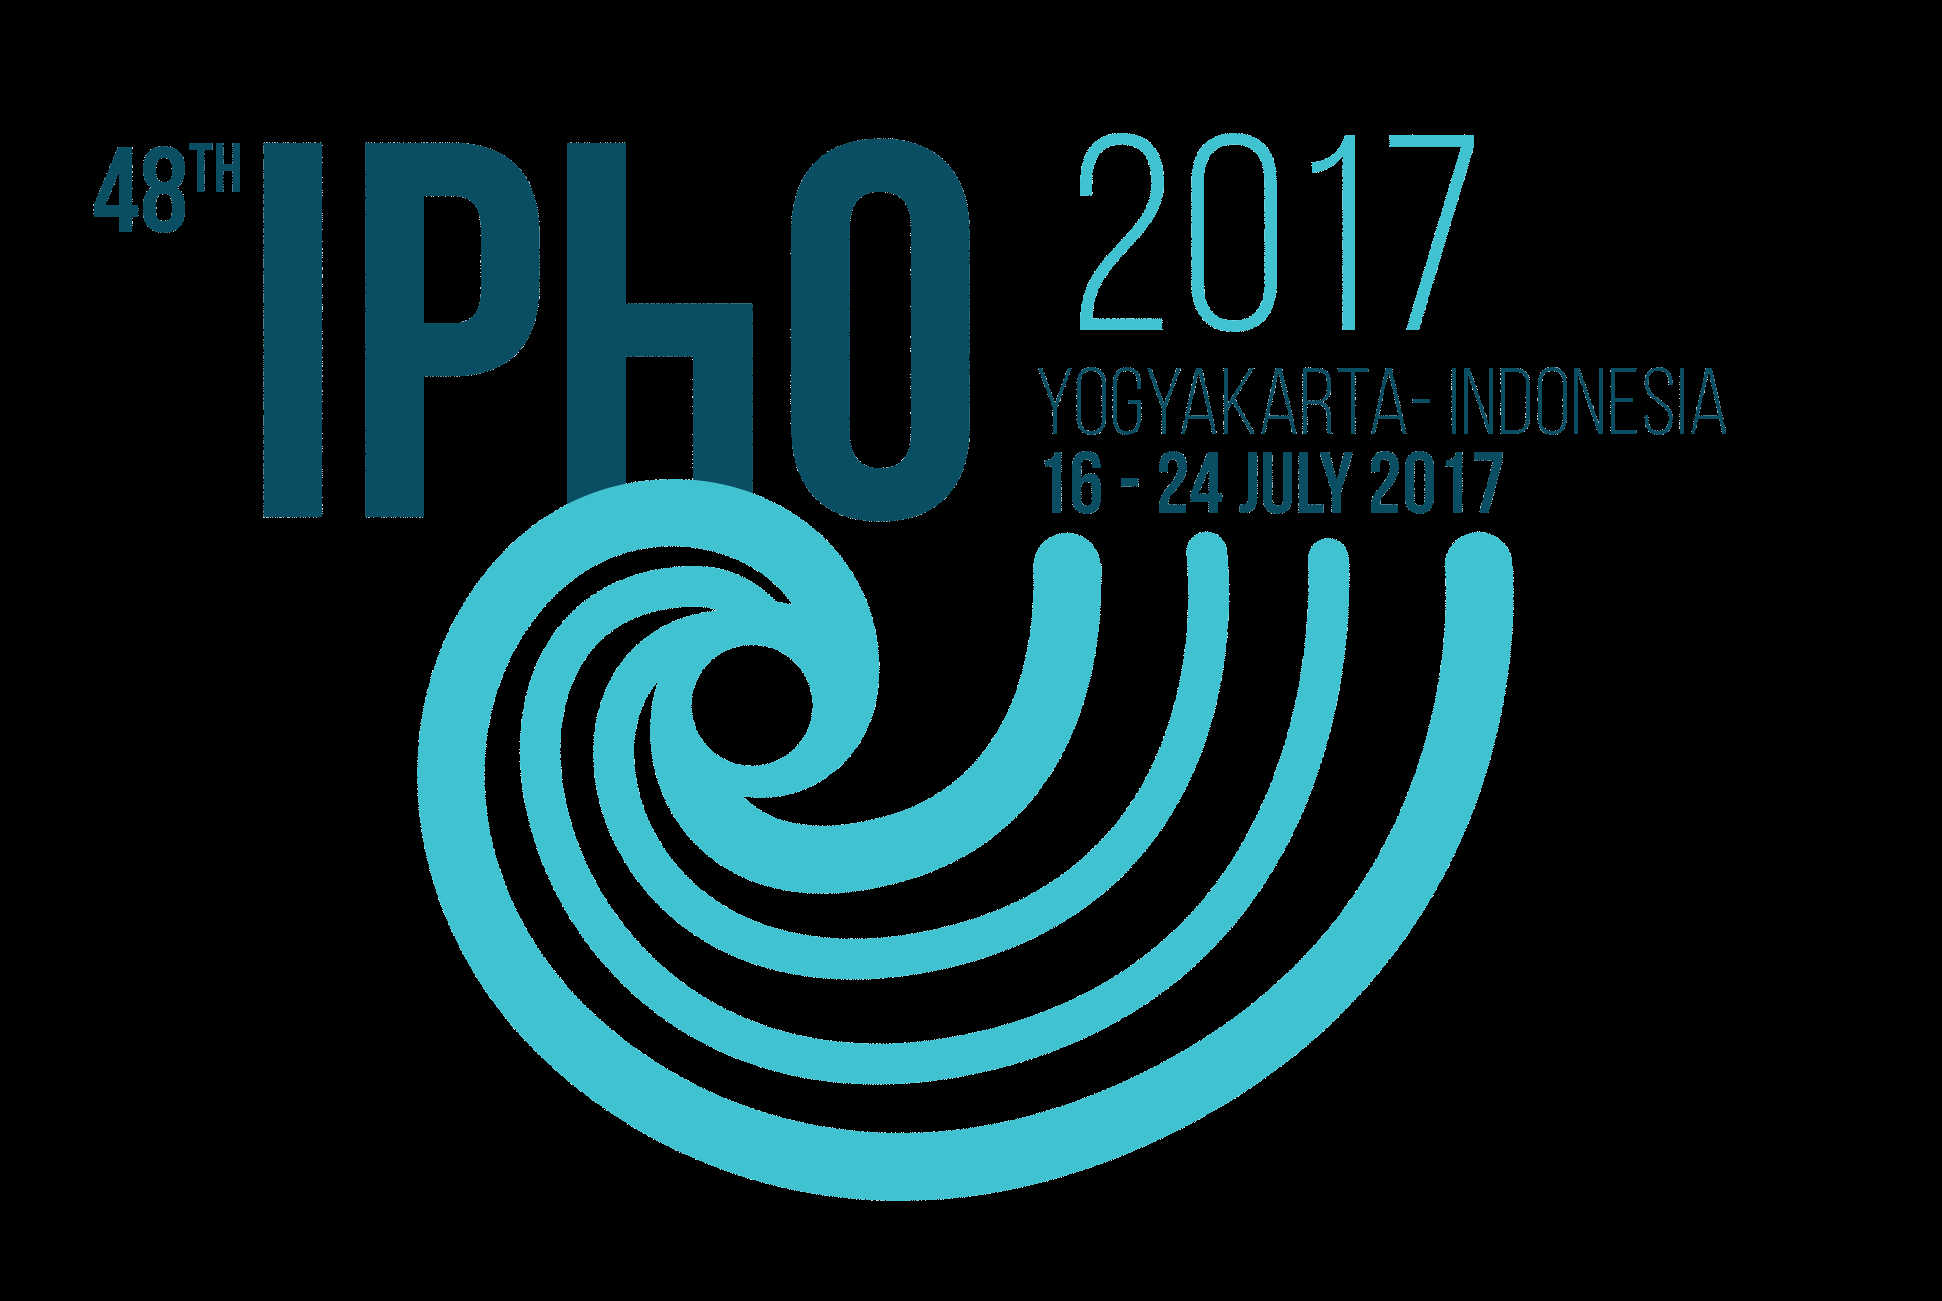 48TH IPhO
2017
YOGYAKARTA- INDONESIA
16 - 24 JULY 2017